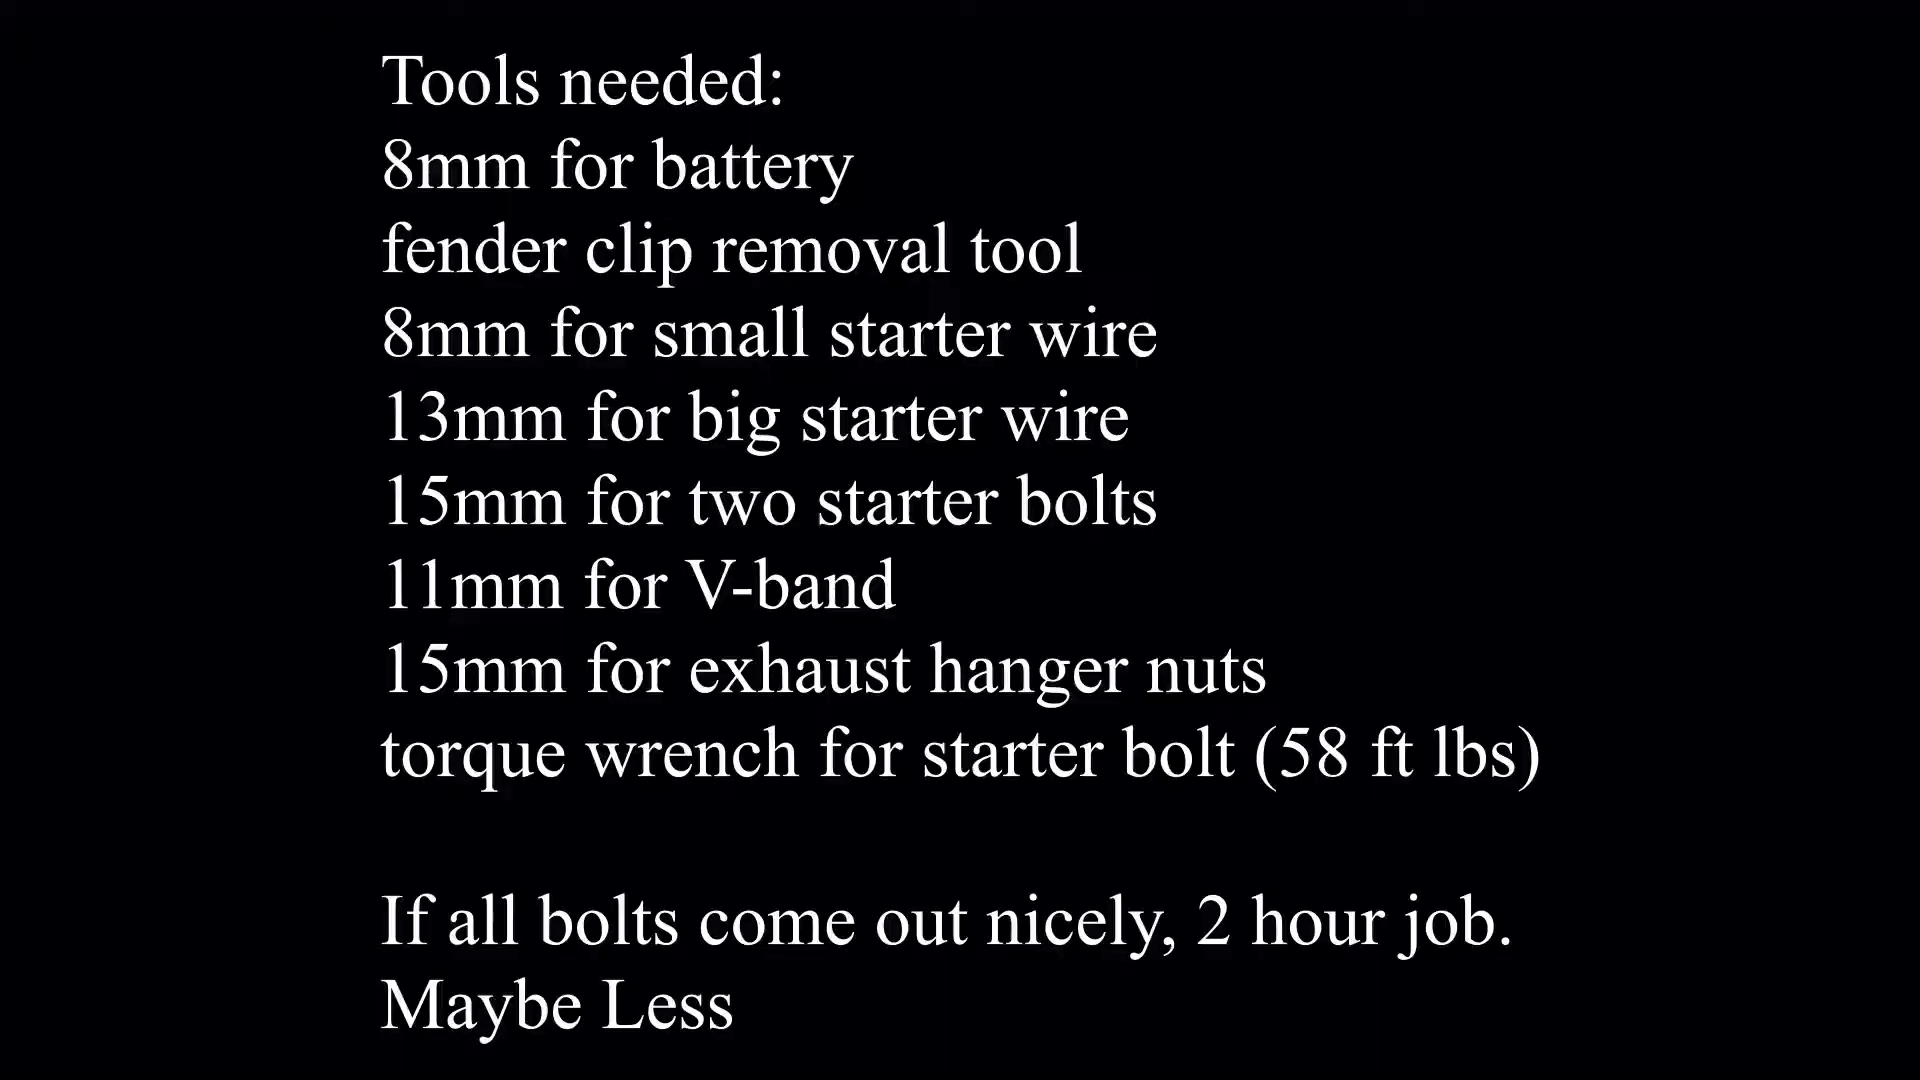 Tools needed:
8mm for battery
fender clip removal tool
8mm for small starter wire
13mm for big starter wire
15mm for two starter bolts
11mm for V-band
15mm for exhaust hanger nuts
torque wrench for starter bolt (58 ft lbs)
If all bolts come out nicely, 2 hour job.
Maybe Less